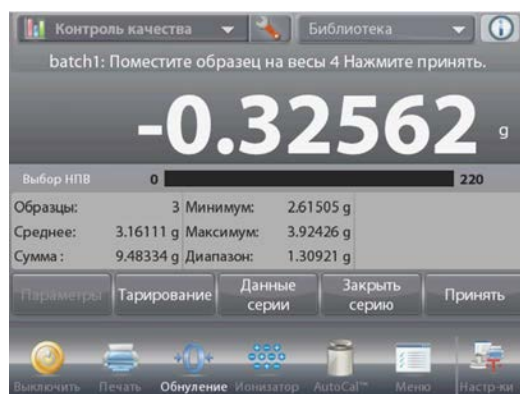 Контроль качества Библиотека
batch1: Поместите образец на весы 4 Нажмите принять.
-0.32562 g
Выбор НПВ 0 220
Образцы: 3 Минимум: 2.61505 g
Среднее: 3.16111 g Максимум: 3.92426 g
Сумма : 9.48334 g Диапазон: 1.30921 g
Параметры Тарирование Данные серии Закрыть серию Принять
Выключить Печать Обнуление Ионизатор AutoCal™ Меню Настр-ки